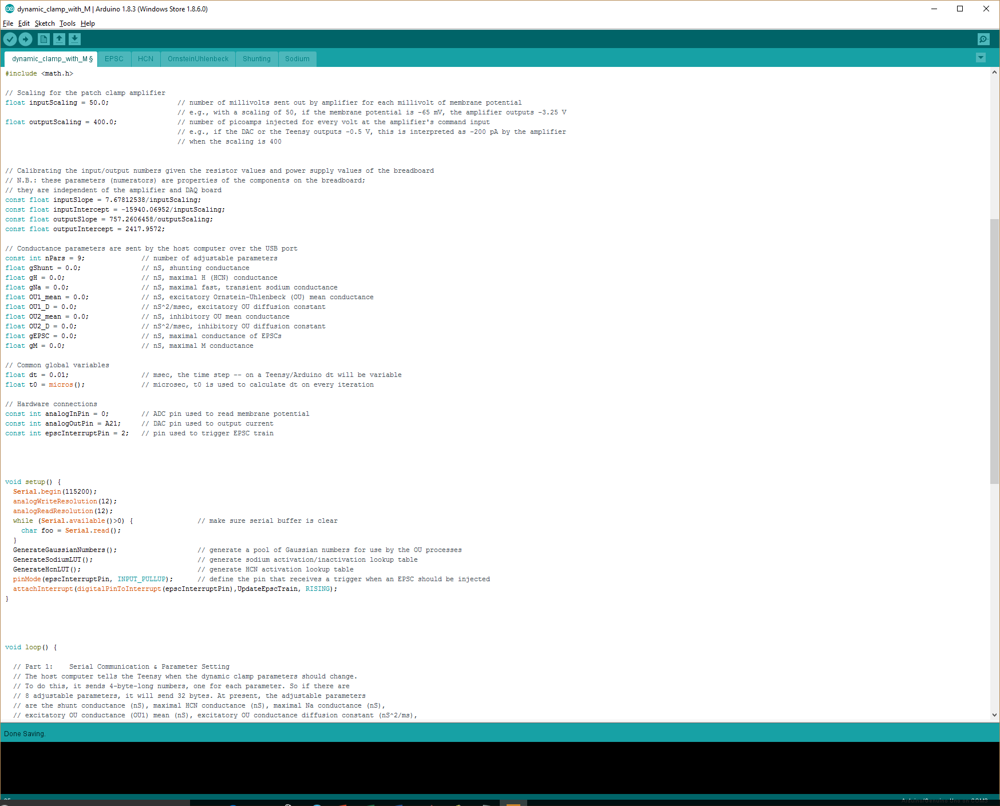 dynamic_clamp_with_M | Arduino 1.8.3 (Windows Store 1.8.6.0)
File Edit Sketch Tools Help
dynamic_clamp_with_M § EPSC HCN OrnsteinUhlenbeck Shunting Sodium
#include <math.h>
// Scaling for the patch clamp amplifier
float inputScaling = 50.0; // number of millivolts sent out by amplifier for each millivolt of membrane potential
// e.g., with a scaling of 50, if the membrane potential is -65 mV, the amplifier outputs -3.25 V
float outputScaling = 400.0; // number of picoamps injected for every volt at the amplifier's command input
// e.g., if the DAC or the Teensy outputs -0.5 V, this is interpreted as -200 pA by the amplifier
// when the scaling is 400
// Calibrating the input/output numbers given the resistor values and power supply values of the breadboard
// N.B.: these parameters (numerators) are properties of the components on the breadboard;
// they are independent of the amplifier and DAQ board
const float inputSlope = 7.67812538/inputScaling;
const float inputIntercept = -15940.06952/inputScaling;
const float outputSlope = 757.2606458/outputScaling;
const float outputIntercept = 2417.9572;
// Conductance parameters are sent by the host computer over the USB port
const int nPars = 9; // number of adjustable parameters
float gShunt = 0.0; // nS, shunting conductance
float gH = 0.0; // nS, maximal H (HCN) conductance
float gNa = 0.0; // nS, maximal fast, transient sodium conductance
float OU1_mean = 0.0; // nS, excitatory Ornstein-Uhlenbeck (OU) mean conductance
float OU1_D = 0.0; // nS^2/msec, excitatory OU diffusion constant
float OU2_mean = 0.0; // nS, inhibitory OU mean conductance
float OU2_D = 0.0; // nS^2/msec, inhibitory OU diffusion constant
float gEPSC = 0.0; // nS, maximal conductance of EPSCs
float gM = 0.0; // nS, maximal M conductance
// Common global variables
float dt = 0.01; // msec, the time step -- on a Teensy/Arduino dt will be variable
float t0 = micros(); // microsec, t0 is used to calculate dt on every iteration
// Hardware connections
const int analogInPin = 0; // ADC pin used to read membrane potential
const int analogOutPin = A21; // DAC pin used to output current
const int epscInterruptPin = 2; // pin used to trigger EPSC train
void setup() {
Serial.begin(115200);
analogWriteResolution(12);
analogReadResolution(12);
while (Serial.available()>0) { // make sure serial buffer is clear
char foo = Serial.read();
}
GenerateGaussianNumbers(); // generate a pool of Gaussian numbers for use by the OU processes
GenerateSodiumLUT(); // generate sodium activation/inactivation lookup table
GenerateHcnLUT(); // generate HCN activation lookup table
pinMode(epscInterruptPin, INPUT_PULLUP); // define the pin that receives a trigger when an EPSC should be injected
attachInterrupt(digitalPinToInterrupt(epscInterruptPin),UpdateEpscTrain, RISING);
}
void loop() {
// Part 1: Serial Communication & Parameter Setting
// The host computer tells the Teensy when the dynamic clamp parameters should change.
// To do this, it sends 4-byte-long numbers, one for each parameter. So if there are
// 8 adjustable parameters, it will send 32 bytes. At present, the adjustable parameters
// are the shunt conductance (nS), maximal HCN conductance (nS), maximal Na conductance (nS),
// excitatory OU conductance (OU1) mean (nS), excitatory OU conductance diffusion constant (nS^2/ms),
Done Saving.
Arduino/Genuino Uno on COM3